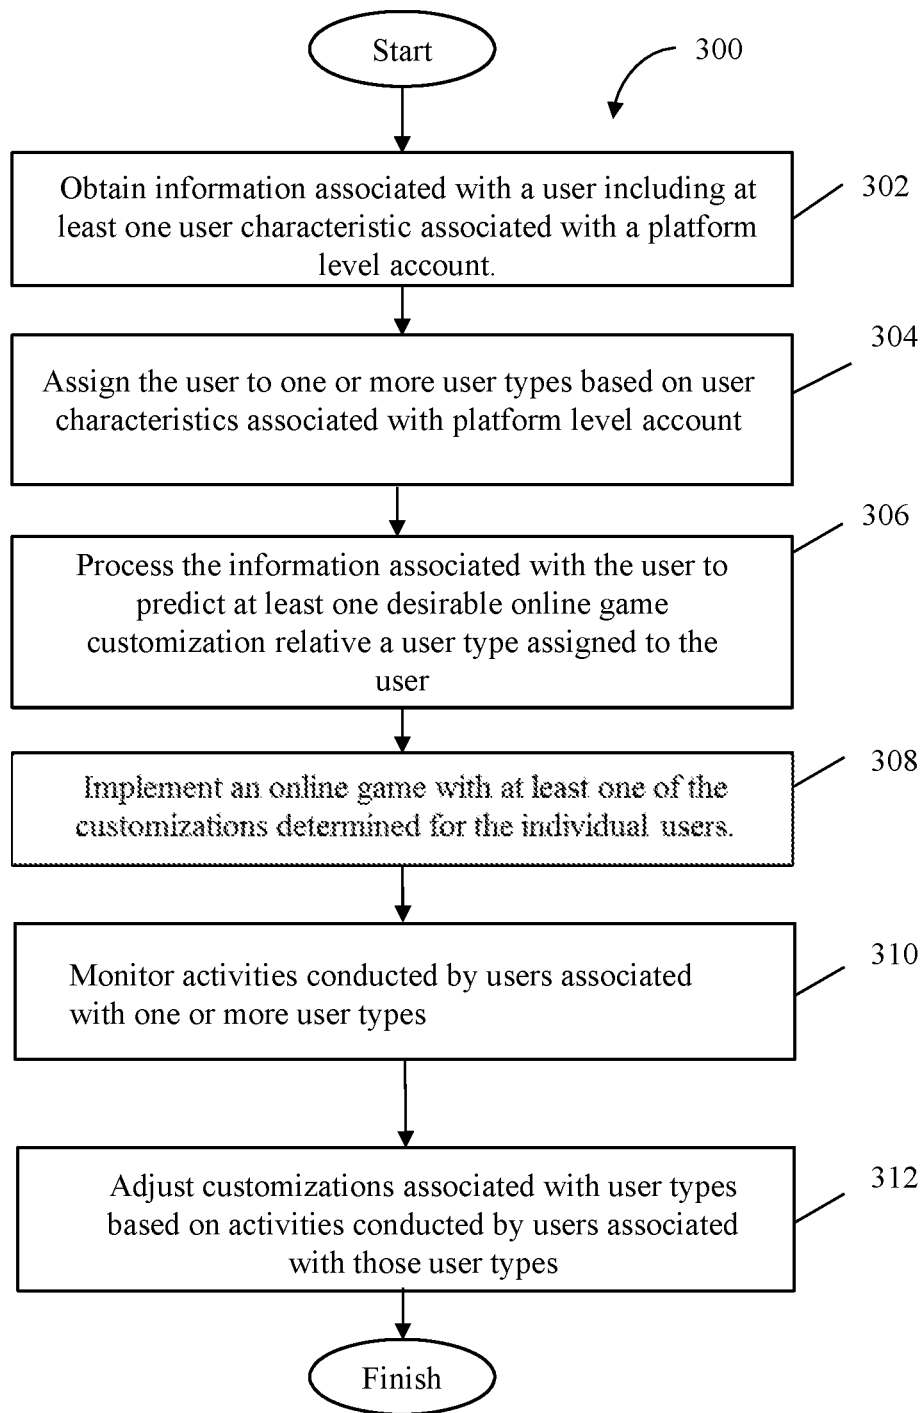 Start
300
Obtain information associated with a user including at
least one user characteristic associated with a platform
level account.
302
304
Assign the user to one or more user types based on user
characteristics associated with platform level account
306
Process the information associated with the user to
predict at least one desirable online game
customization relative a user type assigned to the
user
308
Implement an online game with at least one of the
customizations determined for the individual users.
310
Monitor activities conducted by users associated
with one or more user types
312
Adjust customizations associated with user types
based on activities conducted by users associated
with those user types
Finish